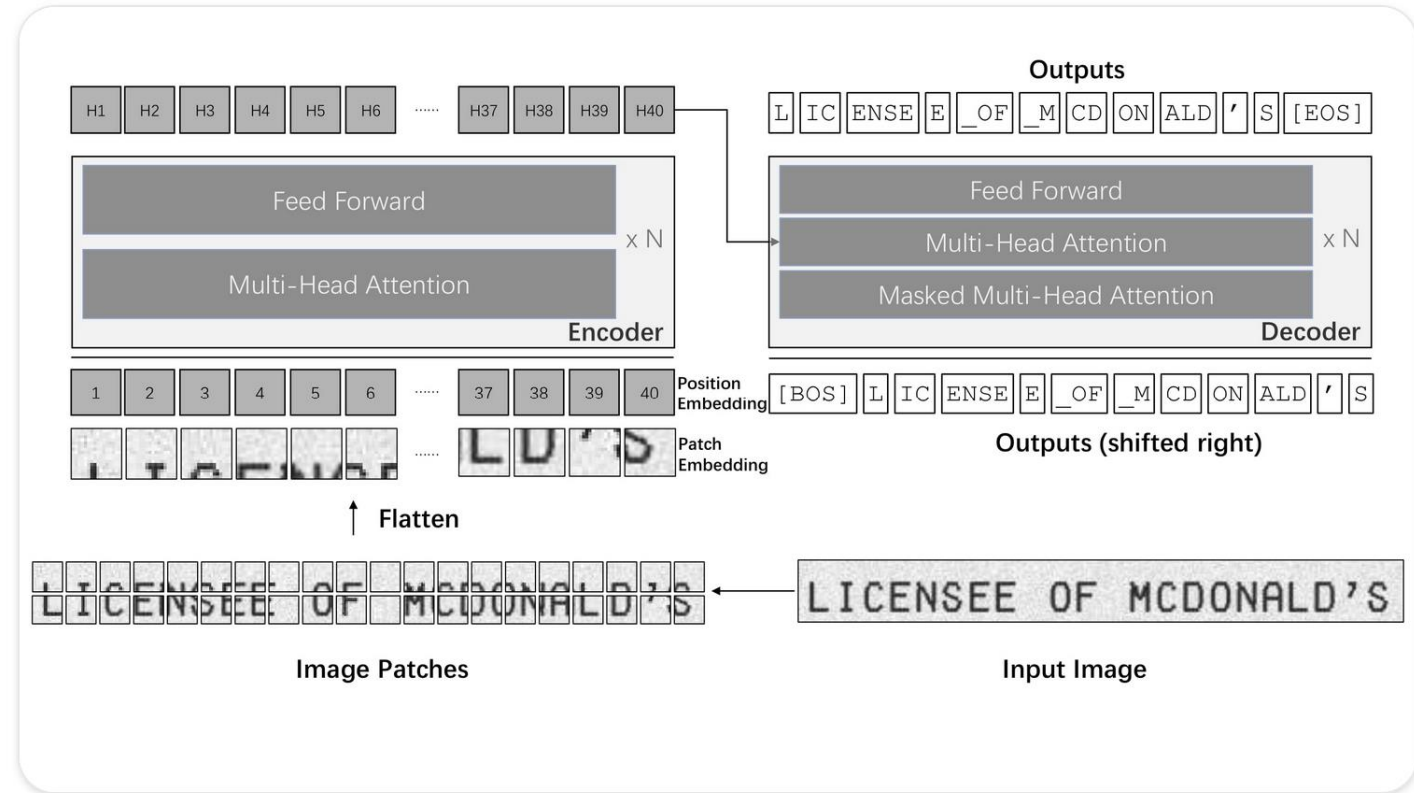 Outputs
H1 H2 H3 H4 H5 H6 ...... H37 H38 H39 H40
L IC ENSE E _OF _M CD ON ALD ' S [EOS]
Feed Forward
Multi-Head Attention
x N
Encoder
Feed Forward
Multi-Head Attention
Masked Multi-Head Attention
x N
Decoder
1 2 3 4 5 6 ...... 37 38 39 40
Position
Embedding
[BOS] L IC ENSE E _OF _M CD ON ALD ' S
...... LD'S
Patch
Embedding
Outputs (shifted right)
Flatten
LICENSEE OF MCDONALD'S
LICENSEE OF MCDONALD'S
Image Patches
Input Image